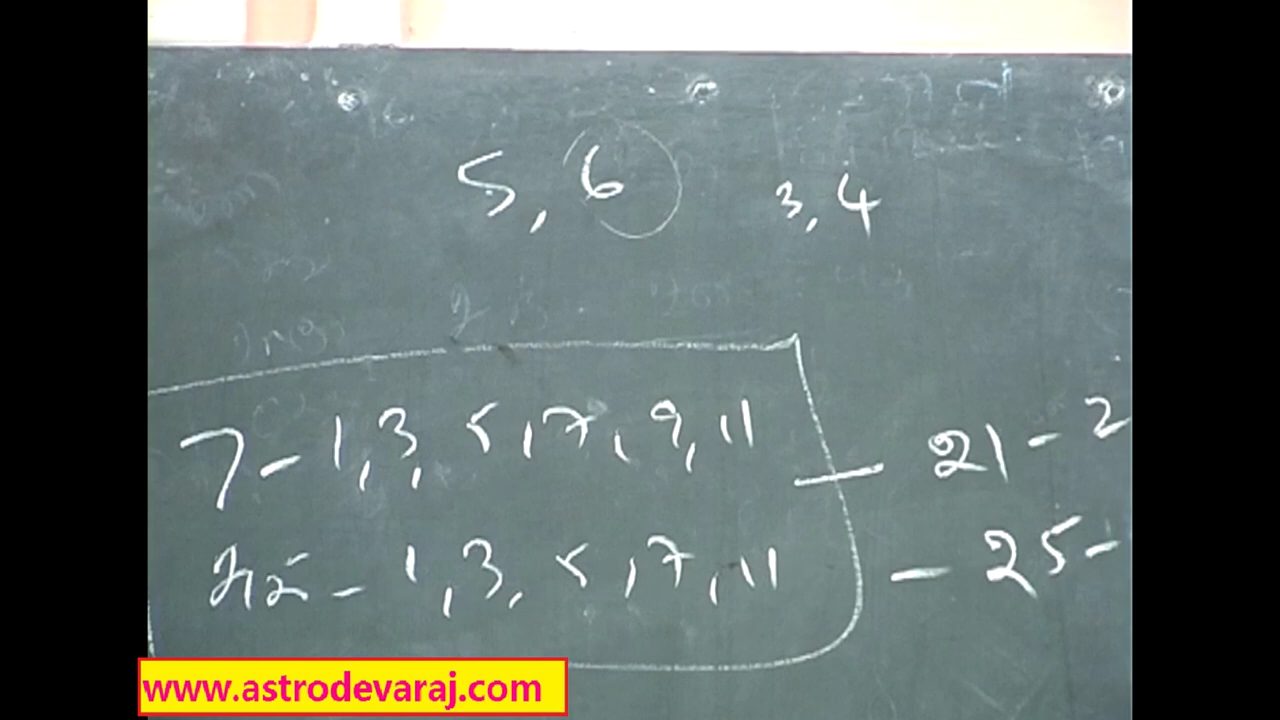 5, 6 3, 4
7 - 1, 3, 5, 7, 9, 11 - 21 - 2
- 1, 3, 5, 7, 11 - 25 -
www.astrodevaraj.com